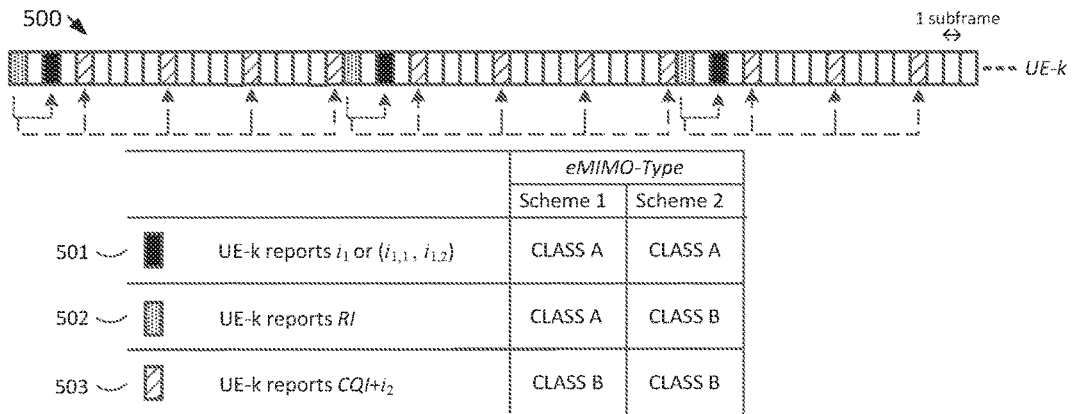 500
1 subframe
UE-k
eMIMO-Type
Scheme 1 Scheme 2
501 UE-k reports i₁ or (i₁,₁ , i₁,₂) CLASS A CLASS A
502 UE-k reports RI CLASS A CLASS B
503 UE-k reports CQI+i₂ CLASS B CLASS B